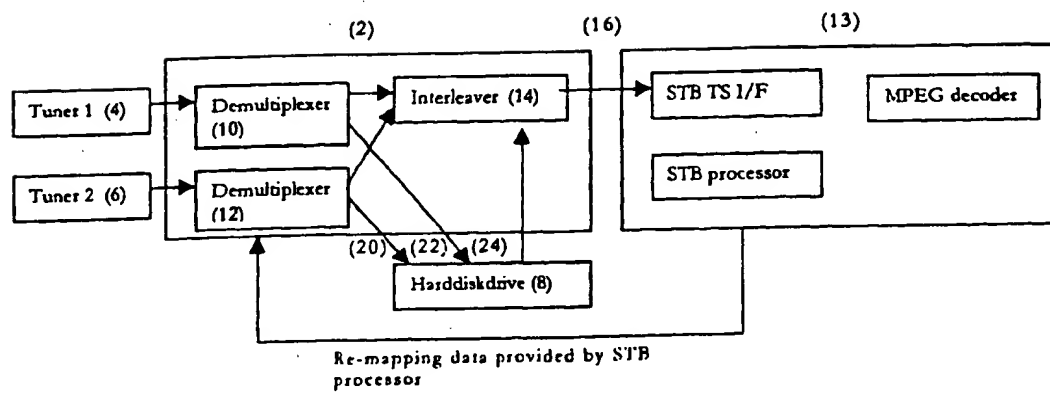 (2) (16) (13)
Tuner 1 (4)
Demultiplexer
(10)
Interleaver (14)
STB TS I/F
MPEG decoder
Tuner 2 (6)
Demultiplexer
(12)
STB processor
(20) (22) (24)
Harddiskdrive (8)
Re-mapping data provided by STB
processor